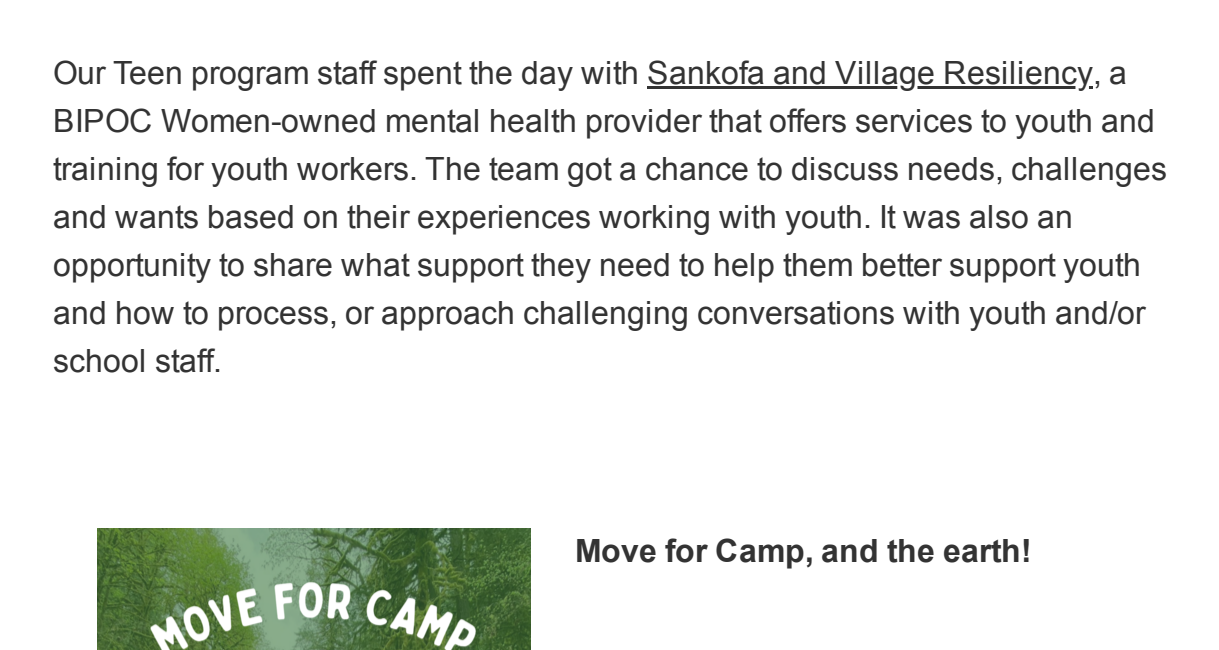 Our Teen program staff spent the day with Sankofa and Village Resiliency, a
BIPOC Women-owned mental health provider that offers services to youth and
training for youth workers. The team got a chance to discuss needs, challenges
and wants based on their experiences working with youth. It was also an
opportunity to share what support they need to help them better support youth
and how to process, or approach challenging conversations with youth and/or
school staff.
Move for Camp, and the earth!
MOVE FOR CAMP